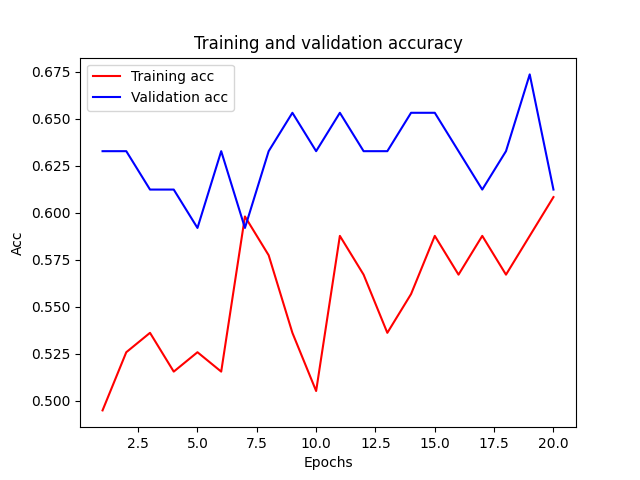 Training and validation accuracy
Training acc
Validation acc
0.675
0.650
0.625
0.600
0.575
0.550
0.525
0.500
Acc
2.5 5.0 7.5 10.0 12.5 15.0 17.5 20.0
Epochs